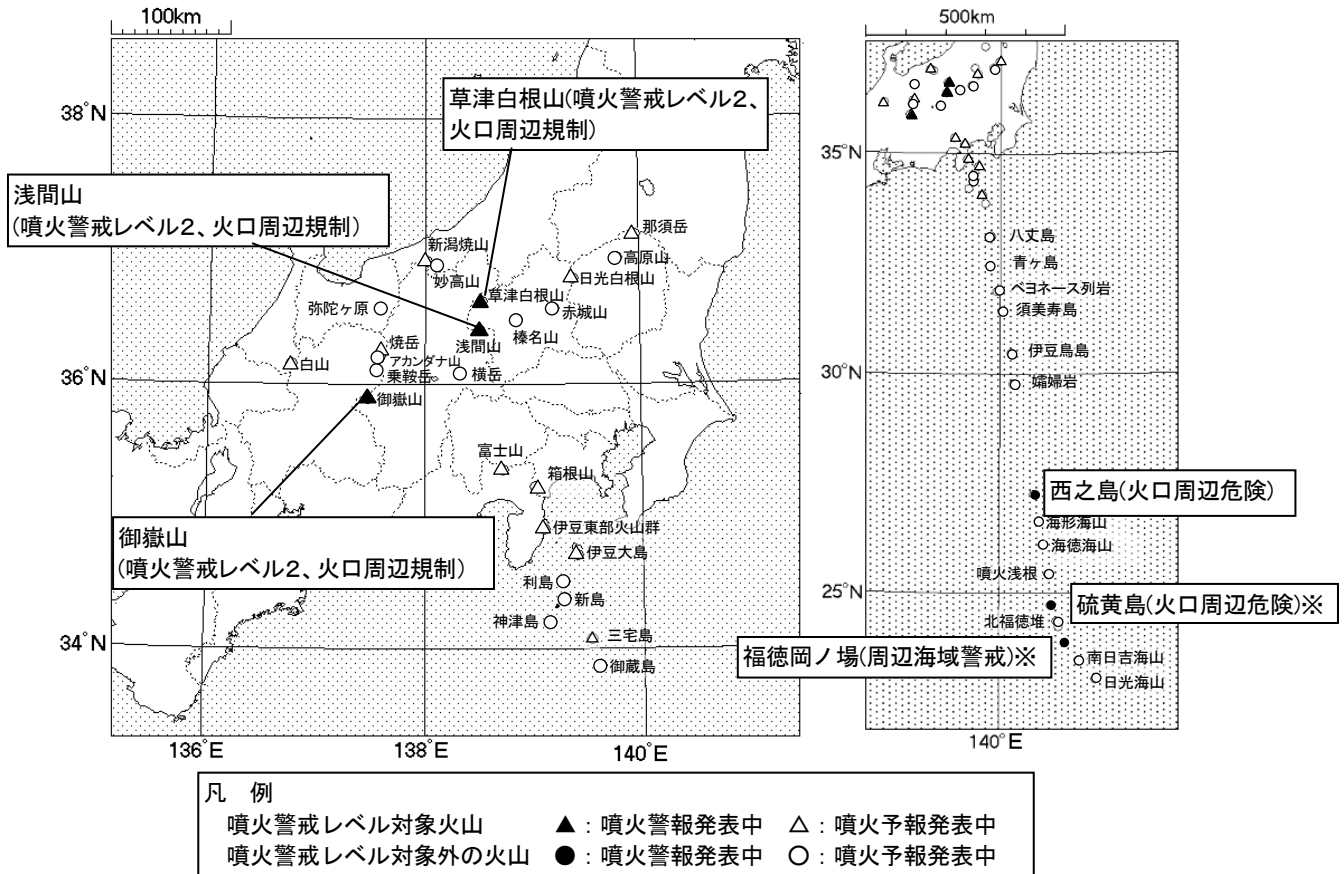 100km
500km
草津白根山(噴火警戒レベル2、
火口周辺規制)
38°N
35°N
浅間山
(噴火警戒レベル2、火口周辺規制)
那須岳
新潟焼山
高原山
妙高山
日光白根山
八丈島
青ヶ島
草津白根山
ベヨネース列岩
弥陀ヶ原
赤城山
須美寿島
榛名山
浅間山
焼岳
アカンダナ山
伊豆鳥島
白山
乗鞍岳
横岳
36°N
30°N
孀婦岩
御嶽山
富士山
箱根山
西之島(火口周辺危険)
海形海山
御嶽山
(噴火警戒レベル2、火口周辺規制)
伊豆東部火山群
海徳海山
伊豆大島
噴火浅根
利島
25°N
新島
硫黄島(火口周辺危険)※
神津島
北福徳堆
三宅島
34°N
福徳岡ノ場(周辺海域警戒)※
南日吉海山
御蔵島
日光海山
136°E
138°E
140°E
140°E
凡 例
噴火警戒レベル対象火山 ▲:噴火警報発表中 △:噴火予報発表中
噴火警戒レベル対象外の火山 ●:噴火警報発表中 ○:噴火予報発表中